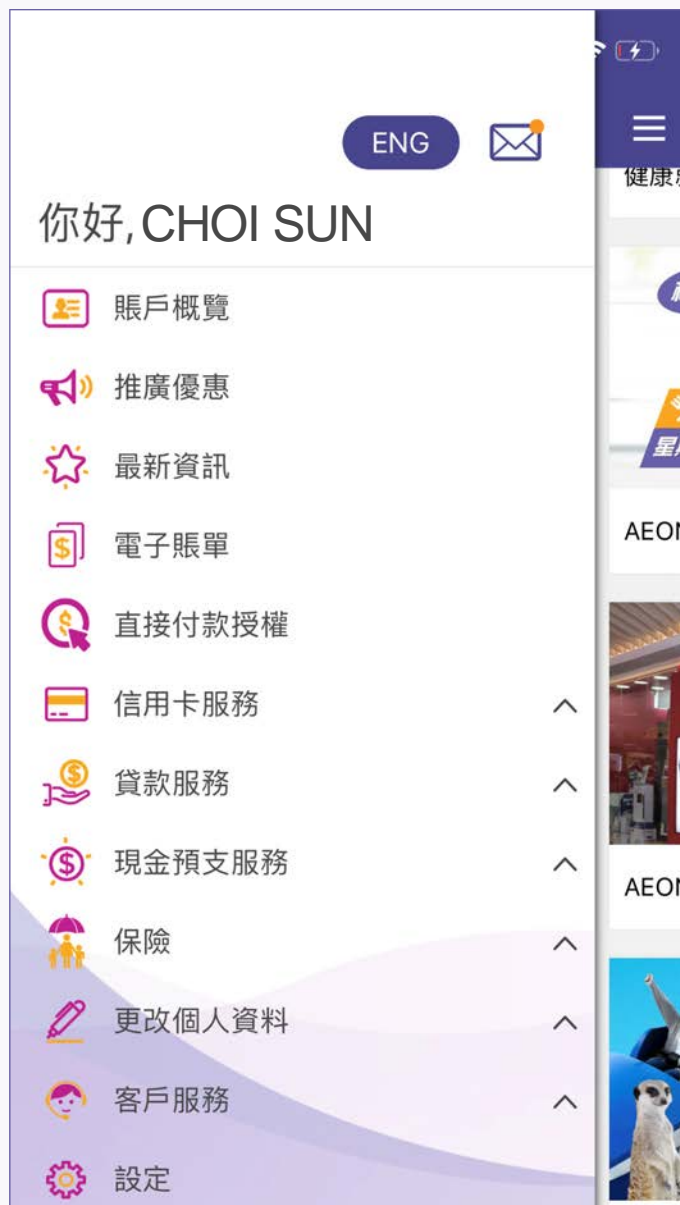 ENG
你好, CHOI SUN
賬戶概覽
推廣優惠
最新資訊
電子賬單
直接付款授權
信用卡服務
貸款服務
現金預支服務
保險
更改個人資料
客戶服務
設定
健康
星
AEON
AEON